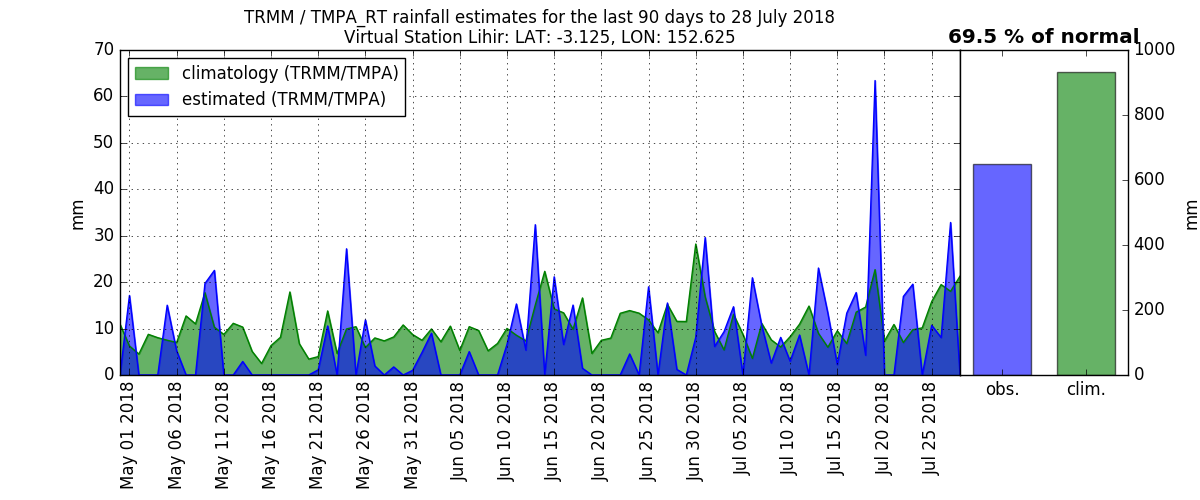 TRMM / TMPA_RT rainfall estimates for the last 90 days to 28 July 2018
Virtual Station Lihir: LAT: -3.125, LON: 152.625
69.5 % of normal
climatology (TRMM/TMPA)
estimated (TRMM/TMPA)
mm
70
60
50
40
30
20
10
0
May 01 2018
May 06 2018
May 11 2018
May 16 2018
May 21 2018
May 26 2018
May 31 2018
Jun 05 2018
Jun 10 2018
Jun 15 2018
Jun 20 2018
Jun 25 2018
Jun 30 2018
Jul 05 2018
Jul 10 2018
Jul 15 2018
Jul 20 2018
Jul 25 2018
obs.
clim.
1000
800
600
400
200
0
mm